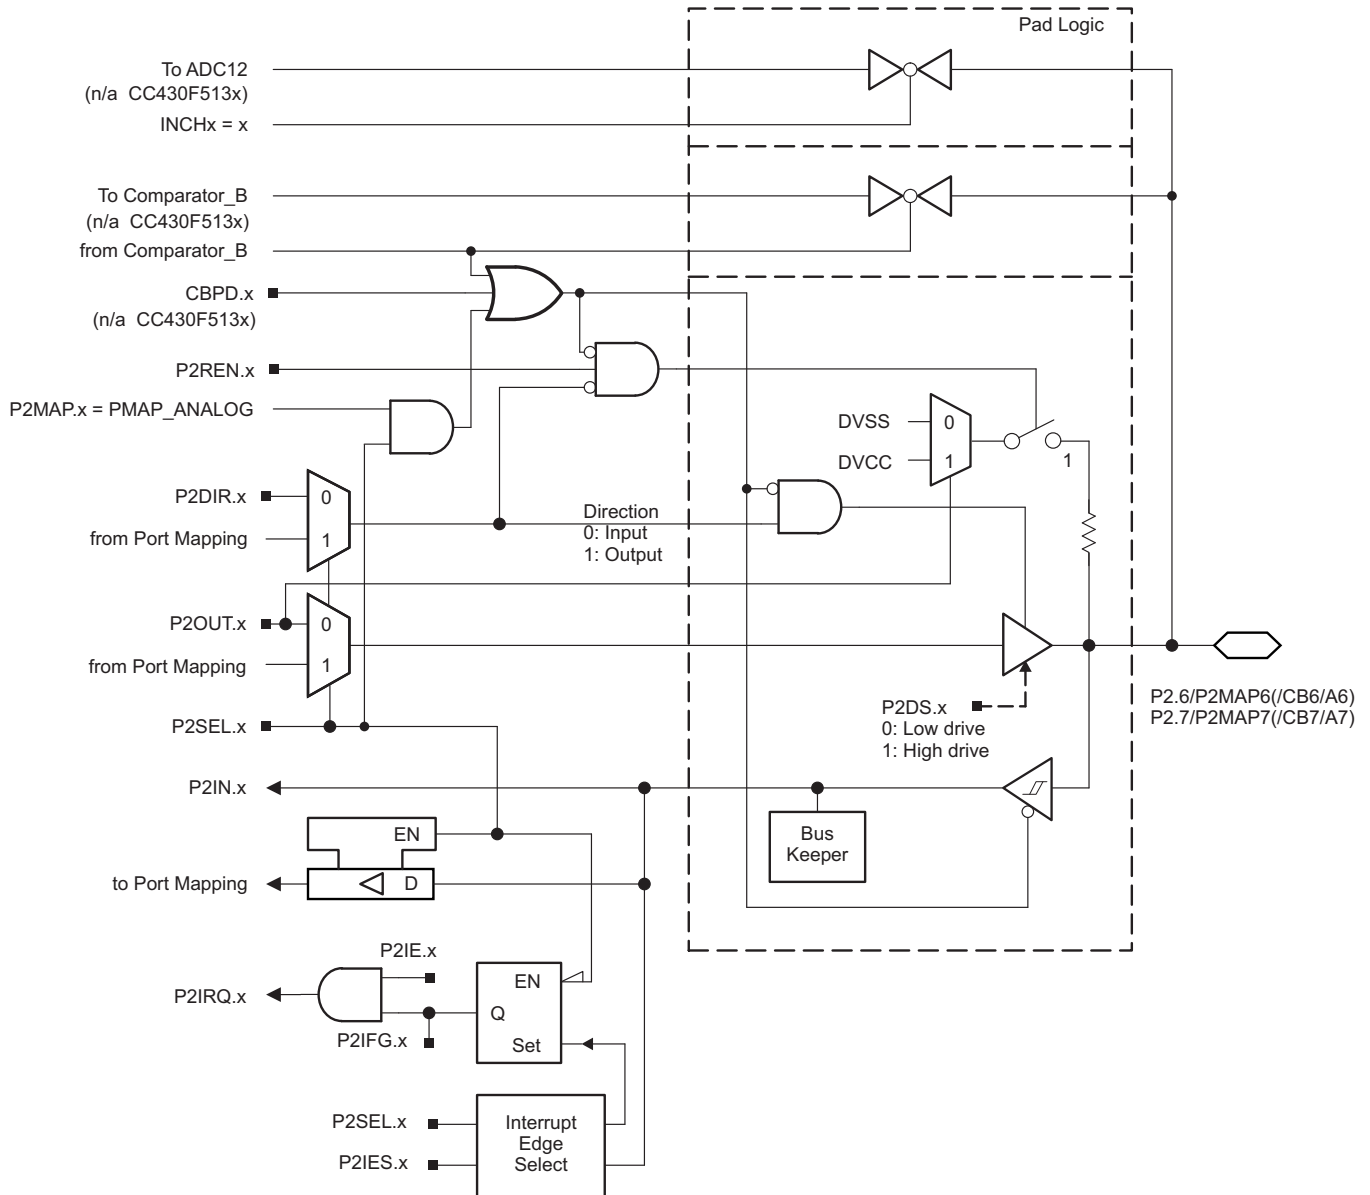 Pad Logic
To ADC12
(n/a CC430F513x)
INCHx = x
To Comparator_B
(n/a CC430F513x)
from Comparator_B
CBPD.x
(n/a CC430F513x)
P2REN.x
P2MAP.x = PMAP_ANALOG
DVSS
0
DVCC
1
1
P2DIR.x
0
from Port Mapping
1
Direction
0: Input
1: Output
P2OUT.x
0
from Port Mapping
1
P2SEL.x
P2DS.x
0: Low drive
1: High drive
P2.6/P2MAP6(/CB6/A6)
P2.7/P2MAP7(/CB7/A7)
P2IN.x
Bus
Keeper
EN
to Port Mapping
D
P2IE.x
P2IRQ.x
EN
Q
P2IFG.x
Set
P2SEL.x
P2IES.x
Interrupt
Edge
Select